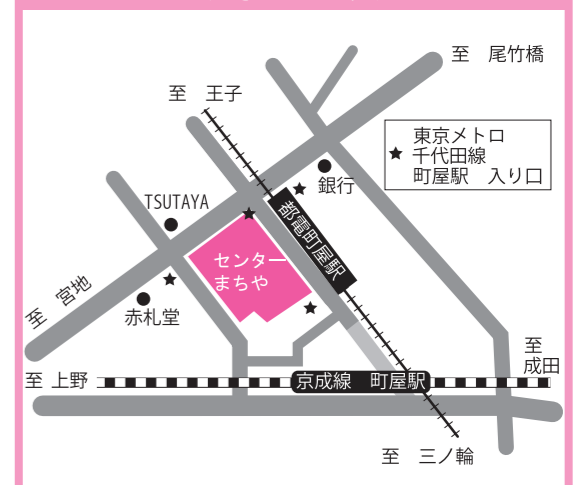 至　尾竹橋
至　王子
東京メトロ
★ 千代田線
町屋駅　入り口
銀行
TSUTAYA
都電町屋駅
センター
まちや
至　宮地
赤札堂
至
成田
至 上野
京成線　町屋駅
至　三ノ輪